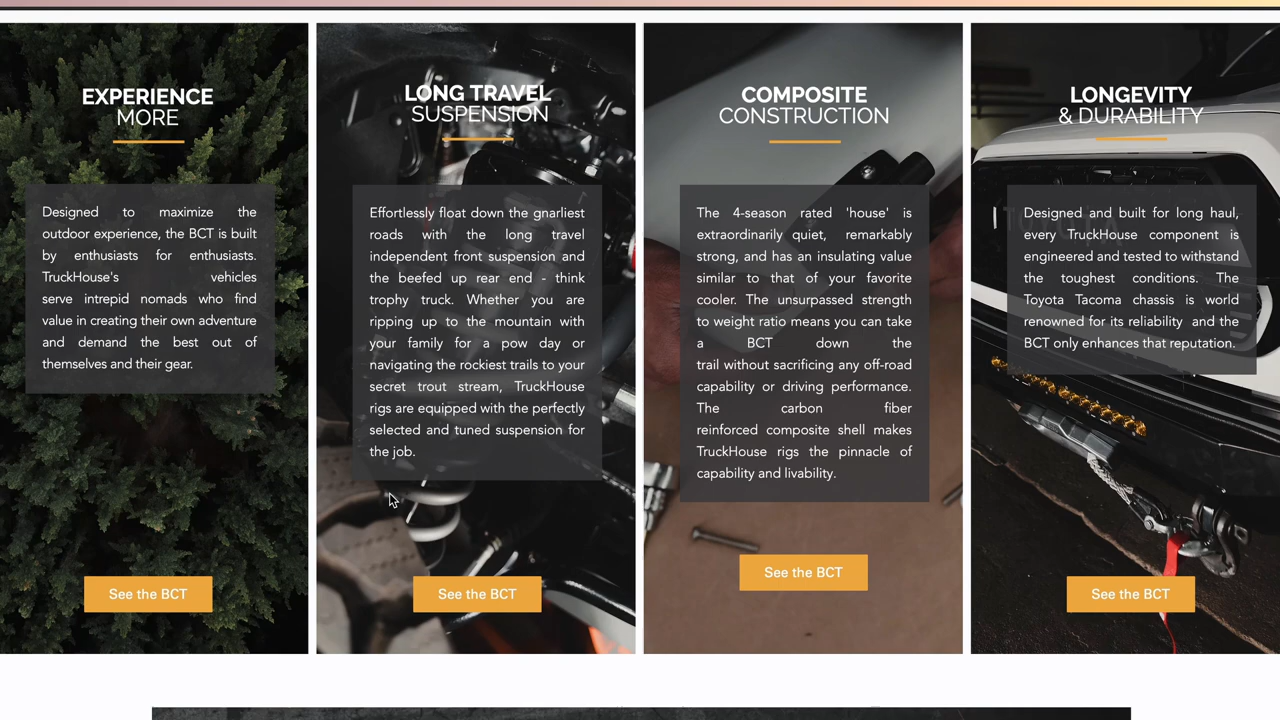 EXPERIENCE
MORE
Designed to maximize the
outdoor experience, the BCT is built
by enthusiasts for enthusiasts.
TruckHouse's vehicles
serve intrepid nomads who find
value in creating their own adventure
and demand the best out of
themselves and their gear.
See the BCT
LONG TRAVEL
SUSPENSION
Effortlessly float down the gnarliest
roads with the long travel
independent front suspension and
the beefed up rear end - think
trophy truck. Whether you are
ripping up to the mountain with
your family for a pow day or
navigating the rockiest trails to your
secret trout stream, TruckHouse
rigs are equipped with the perfectly
selected and tuned suspension for
the job.
See the BCT
COMPOSITE
CONSTRUCTION
The 4-season rated 'house' is
extraordinarily quiet, remarkably
strong, and has an insulating value
similar to that of your favorite
cooler. The unsurpassed strength
to weight ratio means you can take
a BCT down the
trail without sacrificing any off-road
capability or driving performance.
The carbon fiber
reinforced composite shell makes
TruckHouse rigs the pinnacle of
capability and livability.
See the BCT
LONGEVITY
& DURABILITY
Designed and built for long haul,
every TruckHouse component is
engineered and tested to withstand
the toughest conditions. The
Toyota Tacoma chassis is world
renowned for its reliability and the
BCT only enhances that reputation.
See the BCT